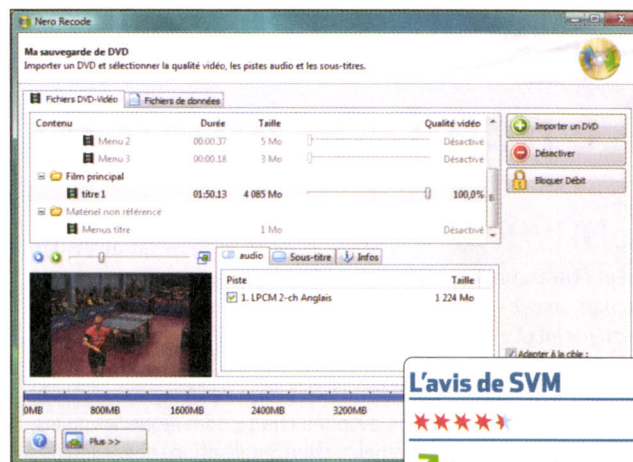 Nero Recode
Ma sauvegarde de DVD
Importer un DVD et sélectionner la qualité vidéo, les pistes audio et les sous-titres.
Fichiers DVD-Vidéo Fichiers de données
Contenu Durée Taille Qualité vidéo
Menu 2 00:00.37 5 Mo Désactivé
Menu 3 00:00.18 3 Mo Désactivé
Film principal
titre 1 01:50.13 4 085 Mo 100,0%
Matériel non référencé
Menus titre 1 Mo Désactivé
Importer un DVD
Désactiver
Bloquer Débit
audio Sous-titre Infos
Piste Taille
1. LPCM 2-ch Anglais 1 224 Mo
Adapter à la cible :
0MB 800MB 1600MB 2400MB 3200MB
Plus >>
L'avis de SVM